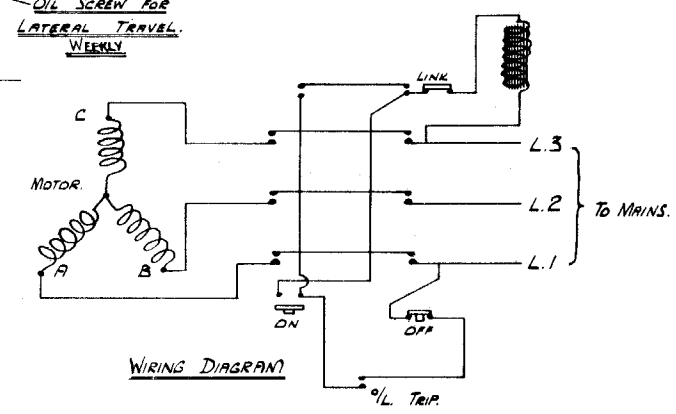 OIL SCREW FOR
LATERAL TRAVEL.
WEEKLY
LINK
C
L.3
MOTOR.
L.2
TO MAINS.
A
B
L.1
ON
OFF
WIRING DIAGRAM
O/L. TRIP.